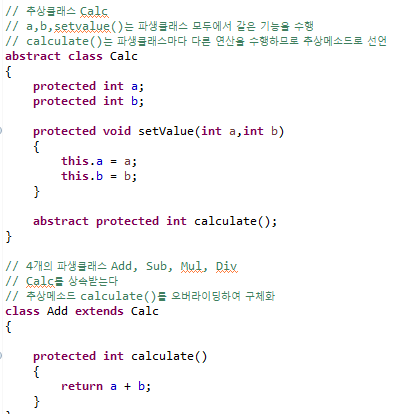 // 추상클래스 Calc
// a,b,setvalue()는 파생클래스 모두에서 같은 기능을 수행
// calculate()는 파생클래스마다 다른 연산을 수행하므로 추상메소드로 선언
abstract class Calc
{
    protected int a;
    protected int b;

    protected void setValue(int a,int b)
    {
        this.a = a;
        this.b = b;
    }

    abstract protected int calculate();
}

// 4개의 파생클래스 Add, Sub, Mul, Div
// Calc를 상속받는다
// 추상메소드 calculate()를 오버라이딩하여 구체화
class Add extends Calc
{

    protected int calculate()
    {
        return a + b;
    }